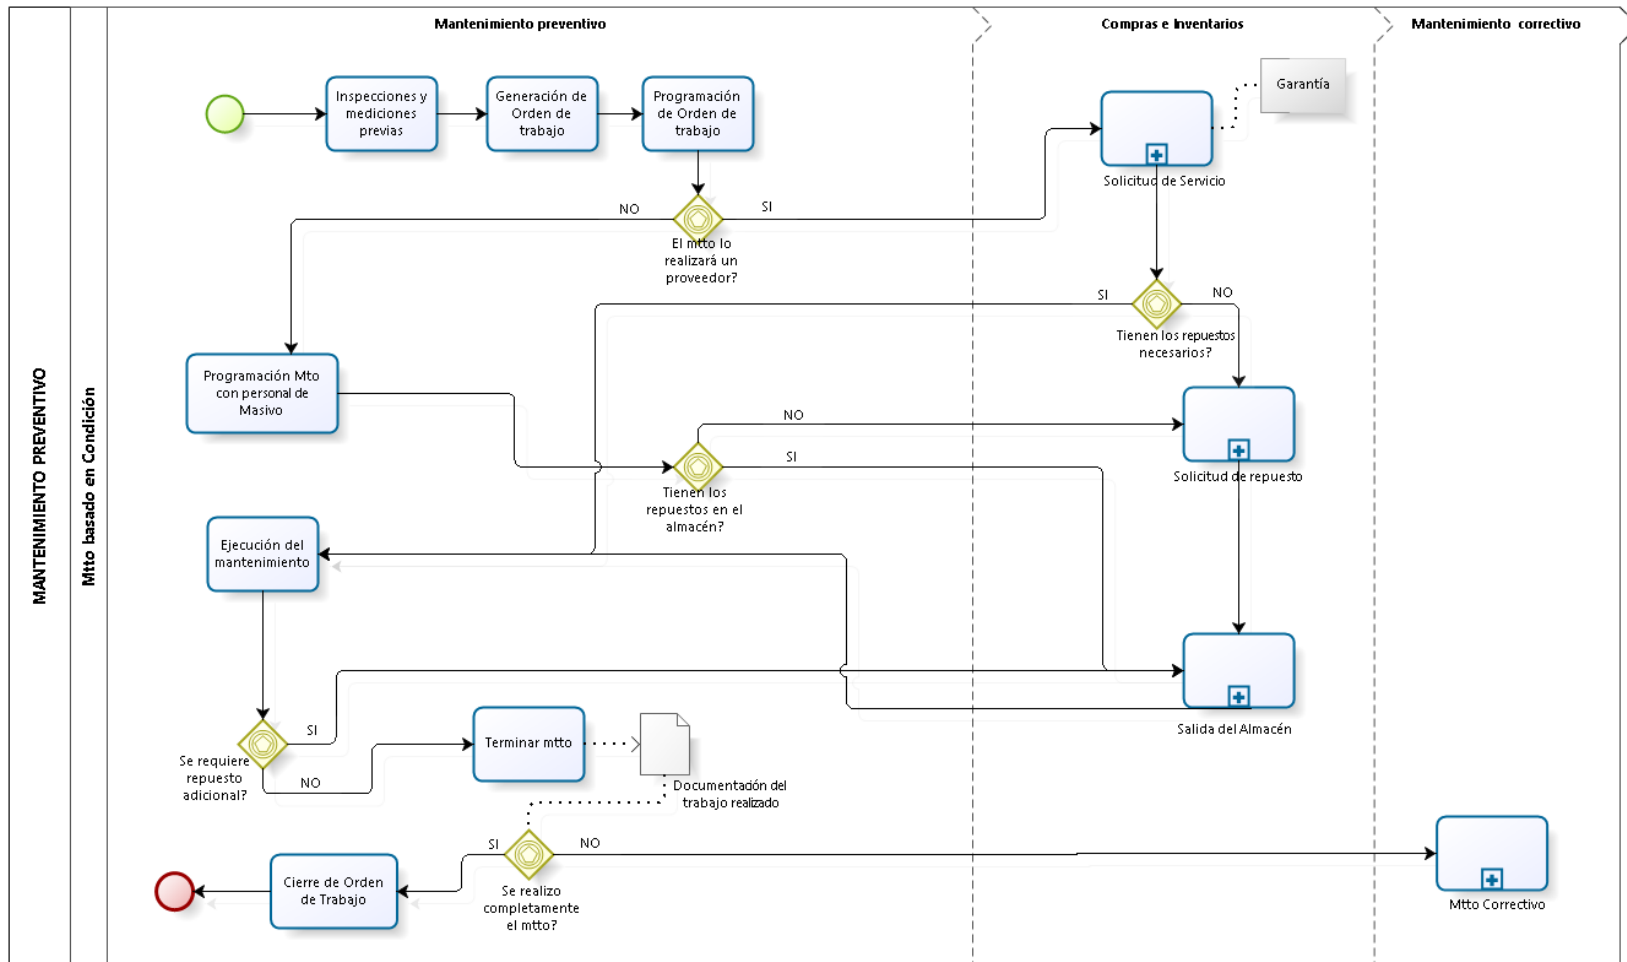 Mantenimiento preventivo
Compras e Inventarios
Mantenimiento correctivo
MANTENIMIENTO PREVENTIVO
Mtto basado en Condición
Inspecciones y
mediciones
previas
Generación de
Orden de
trabajo
Programación
de Orden de
trabajo
Garantía
Solicitud de Servicio
NO
SI
El mtto lo
realizará un
proveedor?
SI
NO
Tienen los repuestos
necesarios?
Programación Mto
con personal de
Masivo
NO
SI
Tienen los
repuestos en el
almacén?
Solicitud de repuesto
Ejecución del
mantenimiento
Salida del Almacén
SI
NO
Se requiere
repuesto
adicional?
Terminar mtto
Documentación del
trabajo realizado
SI
NO
Se realizo
completamente
el mtto?
Cierre de Orden
de Trabajo
Mtto Correctivo